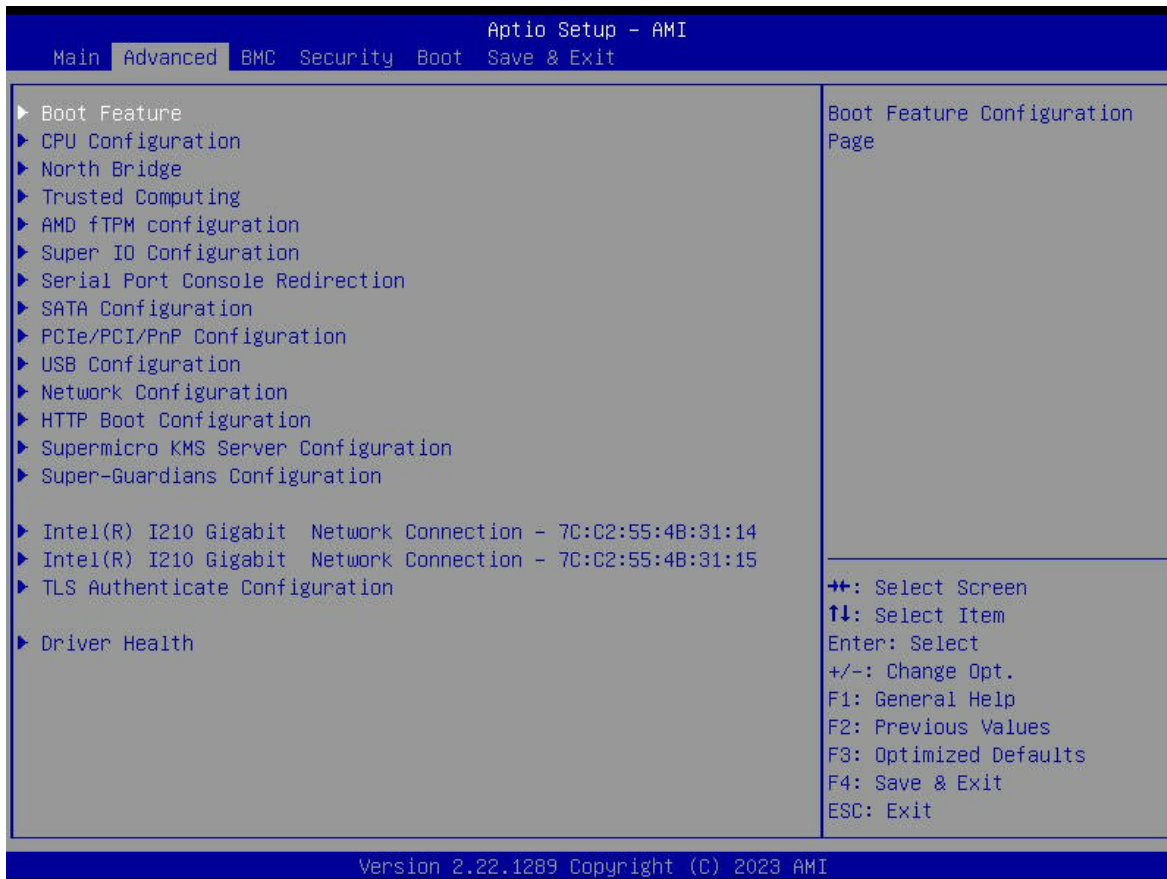 Aptio Setup – AMI
Main Advanced BMC Security Boot Save & Exit
▶ Boot Feature
▶ CPU Configuration
▶ North Bridge
▶ Trusted Computing
▶ AMD fTPM configuration
▶ Super IO Configuration
▶ Serial Port Console Redirection
▶ SATA Configuration
▶ PCIe/PCI/PnP Configuration
▶ USB Configuration
▶ Network Configuration
▶ HTTP Boot Configuration
▶ Supermicro KMS Server Configuration
▶ Super-Guardians Configuration
▶ Intel(R) I210 Gigabit  Network Connection – 7C:C2:55:4B:31:14
▶ Intel(R) I210 Gigabit  Network Connection – 7C:C2:55:4B:31:15
▶ TLS Authenticate Configuration
▶ Driver Health
Boot Feature Configuration
Page
→←: Select Screen
↑↓: Select Item
Enter: Select
+/-: Change Opt.
F1: General Help
F2: Previous Values
F3: Optimized Defaults
F4: Save & Exit
ESC: Exit
Version 2.22.1289 Copyright (C) 2023 AMI